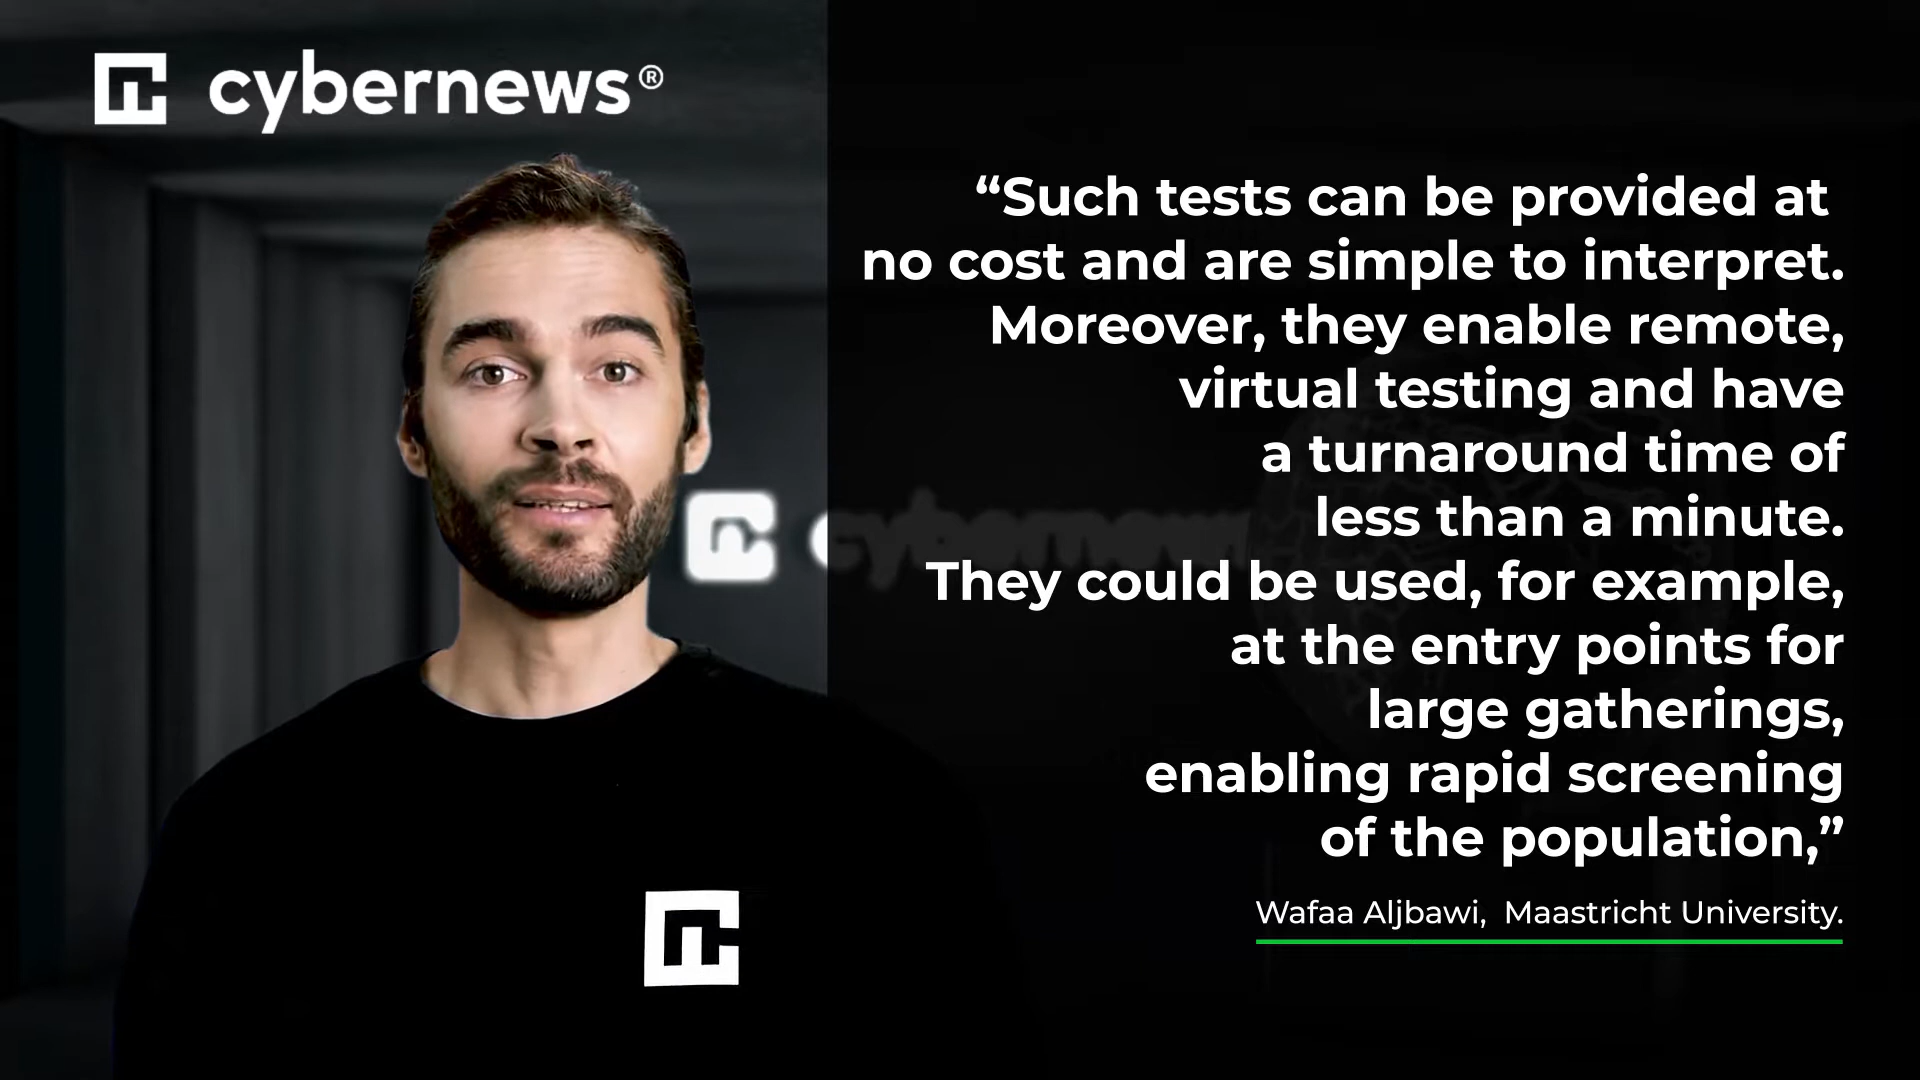 cybernews®
“Such tests can be provided at
no cost and are simple to interpret.
Moreover, they enable remote,
virtual testing and have
a turnaround time of
less than a minute.
They could be used, for example,
at the entry points for
large gatherings,
enabling rapid screening
of the population,”
Wafaa Aljbawi, Maastricht University.
cybernews